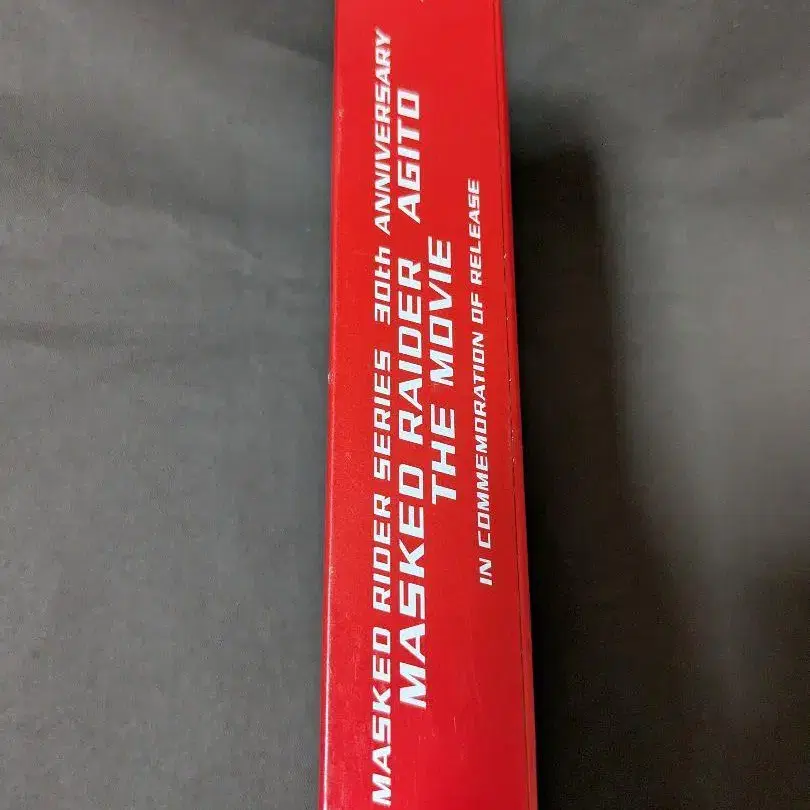 MASKED RIDER SERIES 30th ANNIVERSARY
MASKED RAIDER AGITO
THE MOVIE
IN COMMEMORATION OF RELEASE